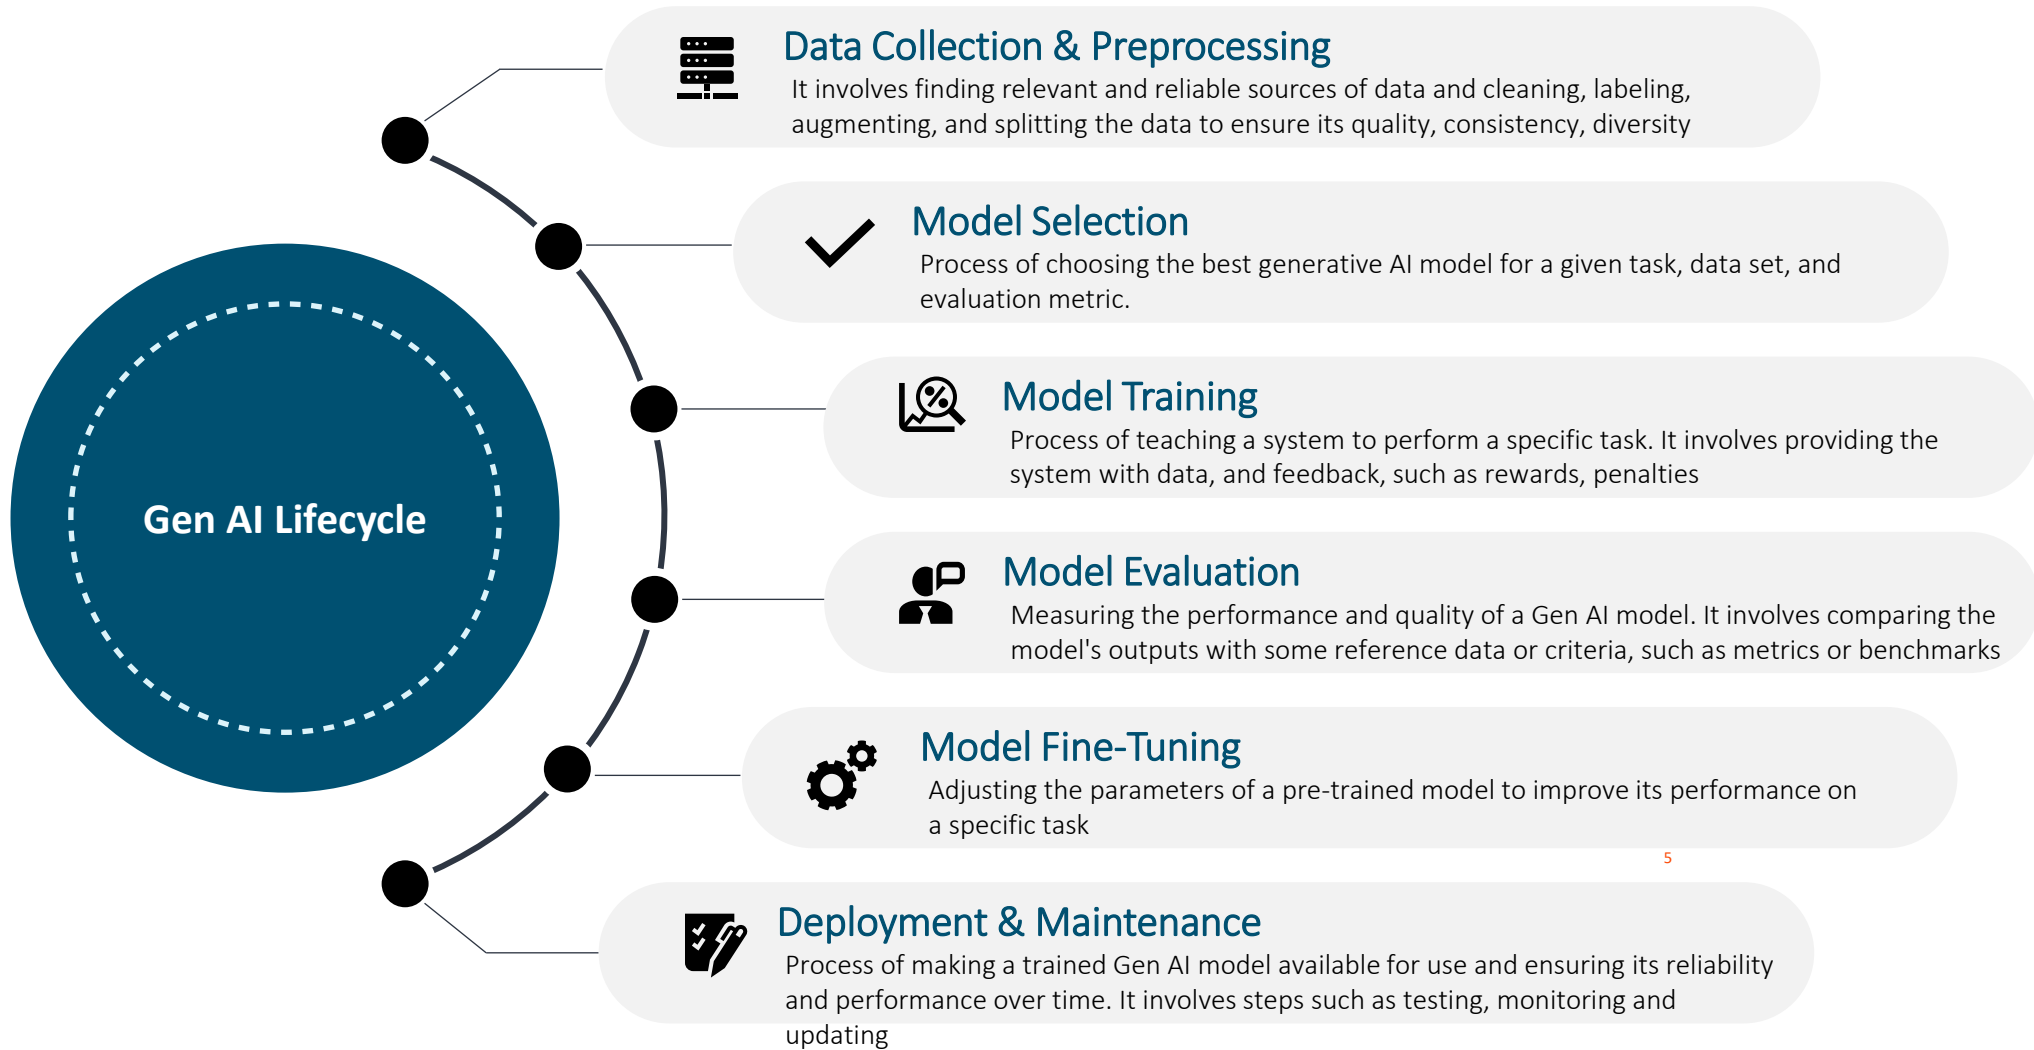 Data Collection & Preprocessing
It involves finding relevant and reliable sources of data and cleaning, labeling,
augmenting, and splitting the data to ensure its quality, consistency, diversity
Model Selection
Process of choosing the best generative AI model for a given task, data set, and
evaluation metric.
Model Training
Process of teaching a system to perform a specific task. It involves providing the
system with data, and feedback, such as rewards, penalties
Gen AI Lifecycle
Model Evaluation
Measuring the performance and quality of a Gen AI model. It involves comparing the
model's outputs with some reference data or criteria, such as metrics or benchmarks
Model Fine-Tuning
Adjusting the parameters of a pre-trained model to improve its performance on
a specific task
5
Deployment & Maintenance
Process of making a trained Gen AI model available for use and ensuring its reliability
and performance over time. It involves steps such as testing, monitoring and
updating